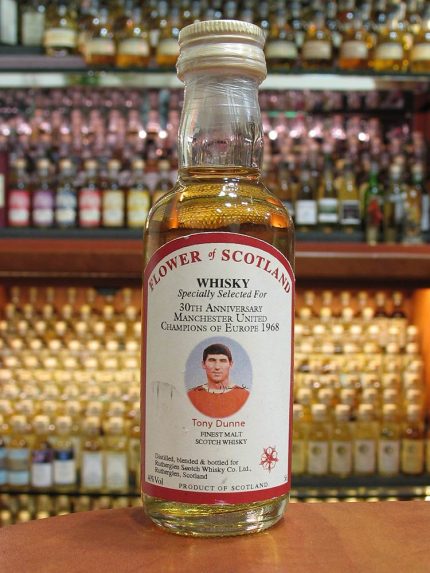 FLOWER of SCOTLAND
WHISKY
Specially Selected For
30TH ANNIVERSARY
MANCHESTER UNITED
CHAMPIONS OF EUROPE 1968
Tony Dunne
FINEST MALT
SCOTCH WHISKY
Distilled, blended & bottled for
Rutherglen Scotch Whisky Co. Ltd.,
Rutherglen, Scotland
40%Vol
PRODUCT OF SCOTLAND